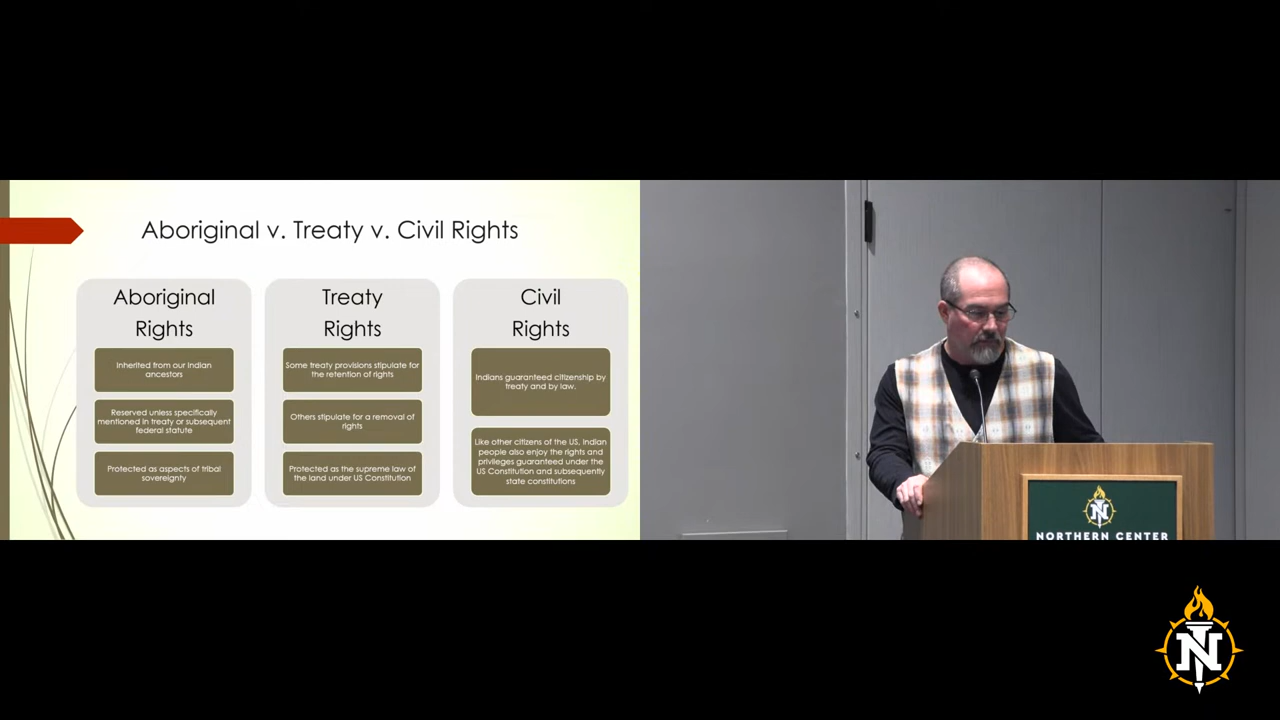 Aboriginal v. Treaty v. Civil Rights
Aboriginal
Rights
Inherited from our Indian
ancestors
Reserved unless specifically
mentioned in treaty or subsequent
federal statute
Protected as aspects of tribal
sovereignty
Treaty
Rights
Some treaty provisions stipulate for
the retention of rights
Others stipulate for a removal of
rights
Protected as the supreme law of
the land under US Constitution
Civil
Rights
Indians guaranteed citizenship by
treaty and by law.
Like other citizens of the US, Indian
people also enjoy the rights and
privileges guaranteed under the
US Constitution and subsequently
state constitutions
N
NORTHERN CENTER
N